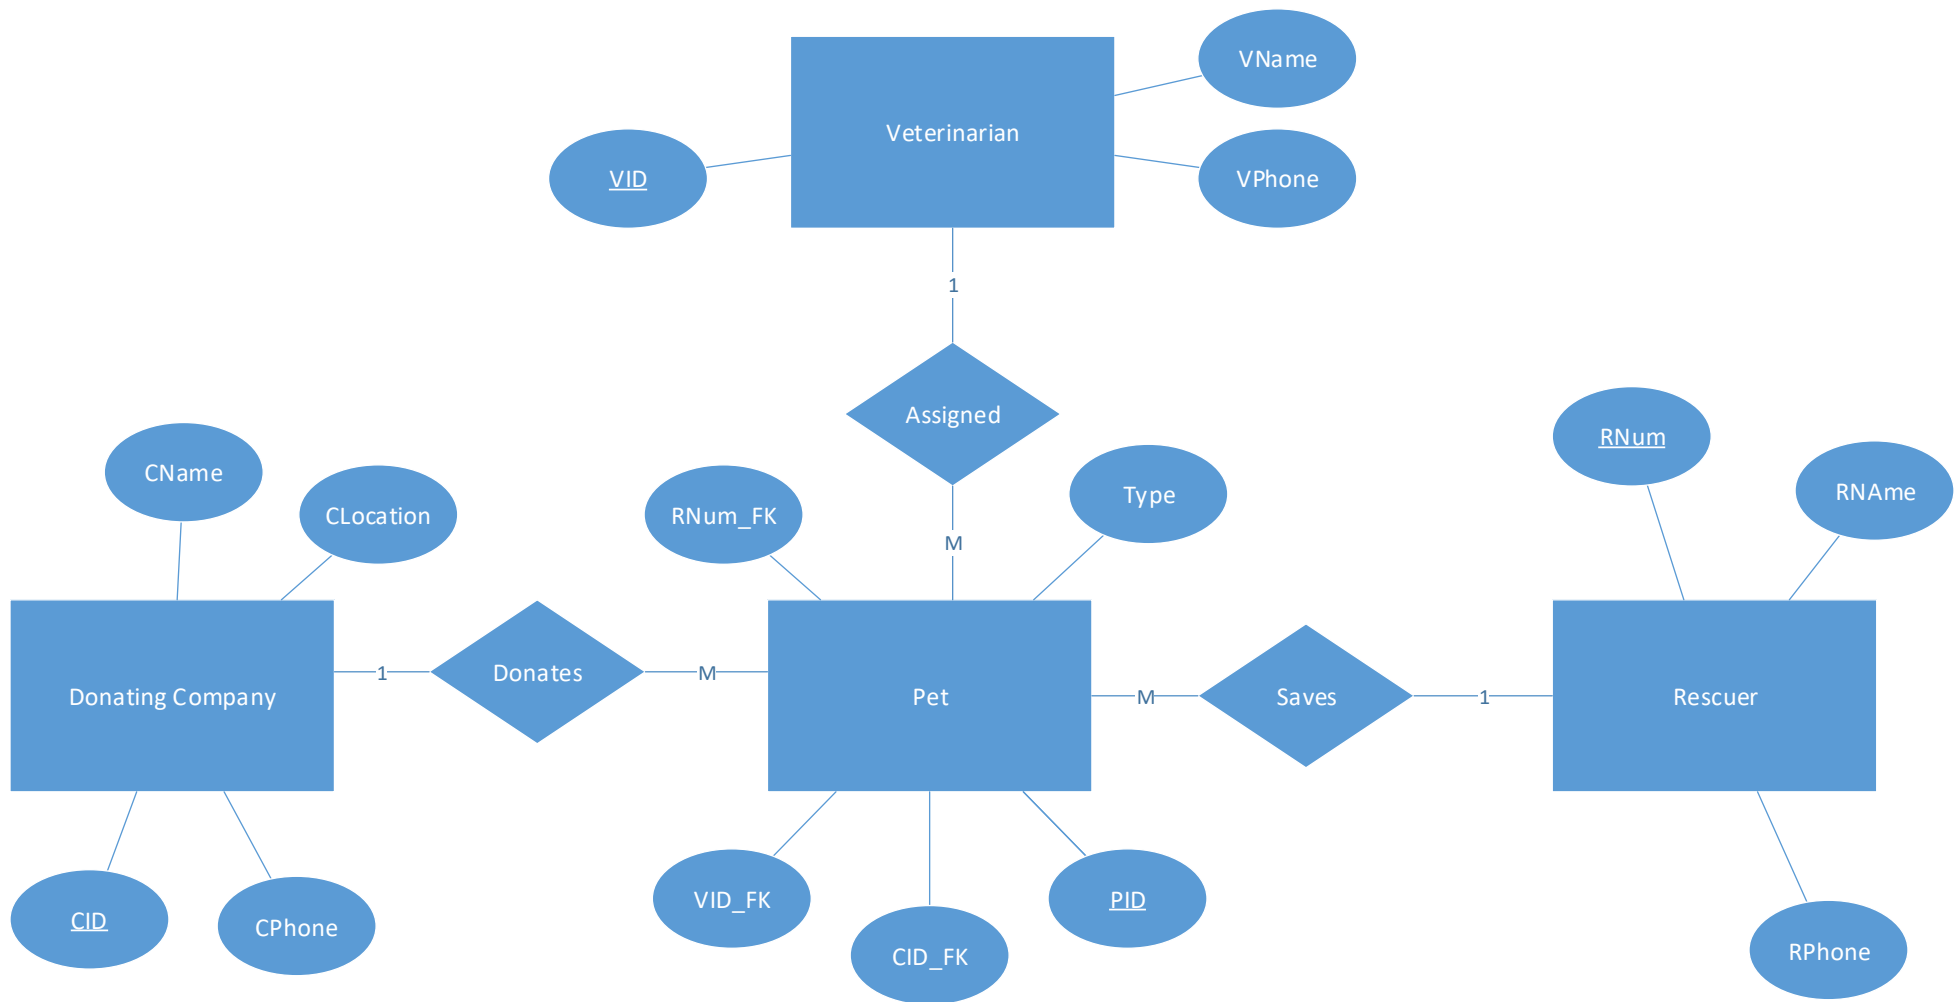 VName
Veterinarian
VID
VPhone
1
Assigned
RNum
CName
Type
RNAme
CLocation
RNum_FK
M
Donating Company
1
Donates
M
Pet
M
Saves
1
Rescuer
VID_FK
PID
CID
CPhone
CID_FK
RPhone